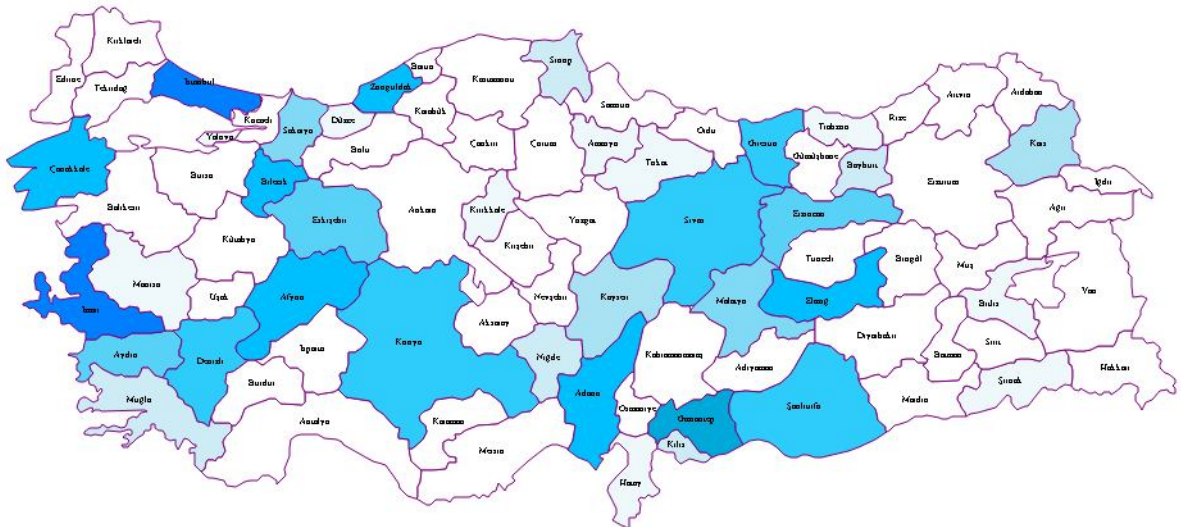 Kırklareli
Edirne
Tekirdağ
İstanbul
Kocaeli
Yalova
Sakarya
Düzce
Zonguldak
Bartın
Karabük
Kastamonu
Sinop
Samsun
Çankırı
Çorum
Amasya
Tokat
Ordu
Giresun
Gümüşhane
Trabzon
Bayburt
Rize
Artvin
Ardahan
Kars
Iğdır
Ağrı
Erzurum
Çanakkale
Balıkesir
Bursa
Bilecik
Bolu
Eskişehir
Ankara
Kırıkkale
Kırşehir
Yozgat
Sivas
Erzincan
Tunceli
Bingöl
Muş
Van
Bitlis
Kütahya
Manisa
Uşak
Afyon
İzmir
Aydın
Denizli
Muğla
Burdur
Isparta
Antalya
Konya
Aksaray
Nevşehir
Niğde
Kayseri
Malatya
Elazığ
Diyarbakır
Batman
Siirt
Şırnak
Hakkari
Mardin
Şanlıurfa
Adıyaman
Kahramanmaraş
Gaziantep
Kilis
Osmaniye
Adana
Hatay
Mersin
Karaman